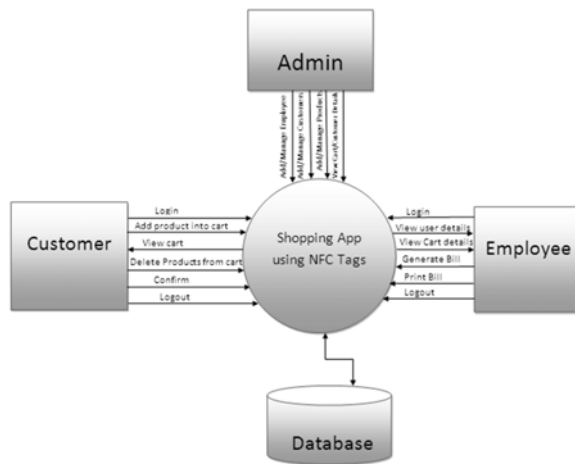 Admin
Add/Manage Employee
Add/Manage Customers
Add/Manage Products
View Cart/Customer Details
Customer
Login
Add product into cart
View cart
Delete Products from cart
Confirm
Logout
Shopping App
using NFC Tags
Login
View user details
View Cart details
Generate Bill
Print Bill
Logout
Employee
Database